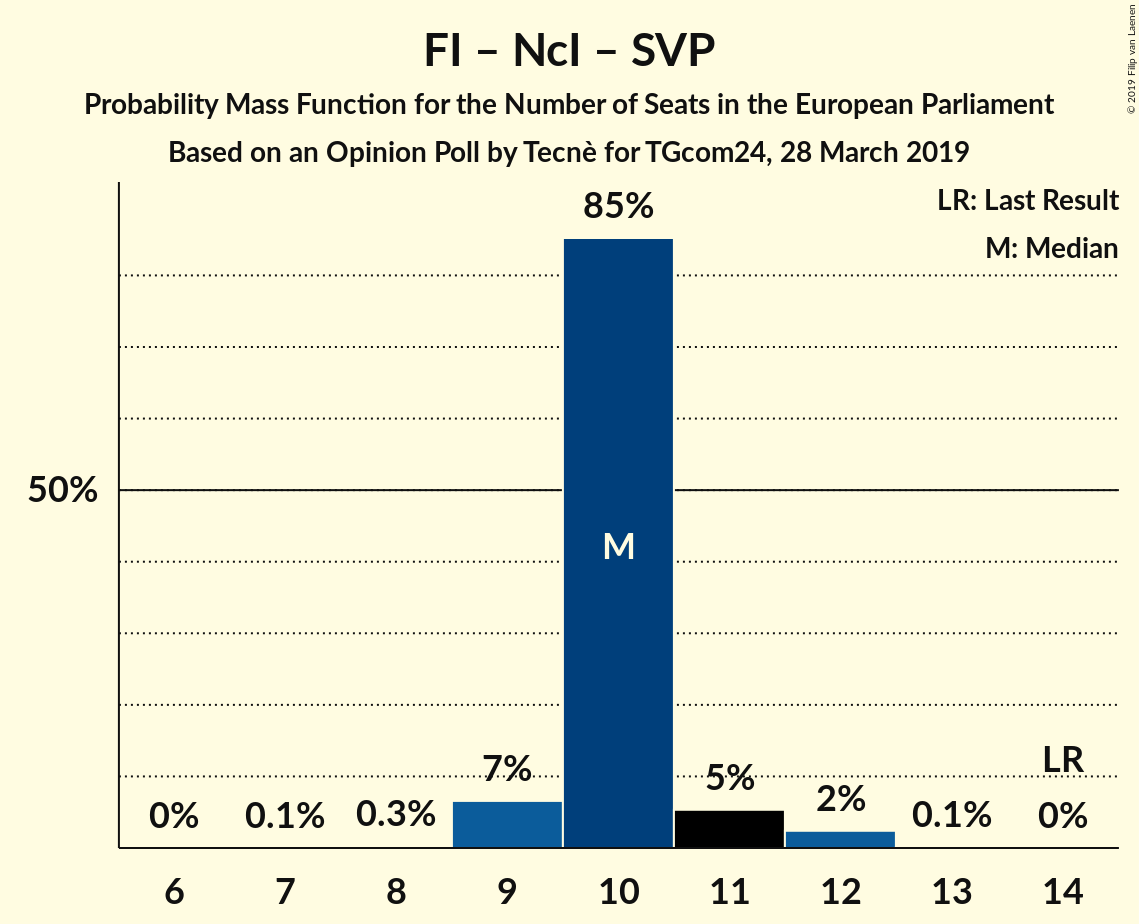 FI – NcI – SVP
Probability Mass Function for the Number of Seats in the European Parliament
Based on an Opinion Poll by Tecnè for TGcom24, 28 March 2019
© 2019 Filip van Laenen
LR: Last Result
M: Median
85%
50%
M
7%
5%
2%
LR
0%
0.1%
0.3%
0.1%
0%
6 7 8 9 10 11 12 13 14